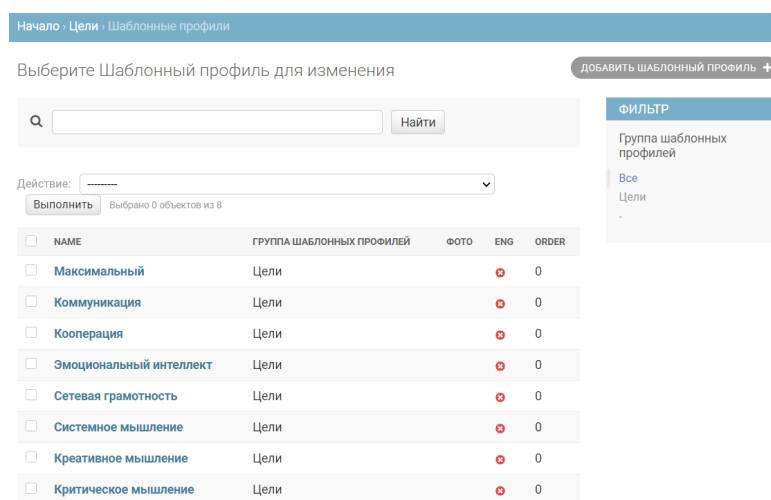 Начало › Цели › Шаблонные профили
Выберите Шаблонный профиль для изменения
ДОБАВИТЬ ШАБЛОННЫЙ ПРОФИЛЬ +
Найти
ФИЛЬТР
Группа шаблонных
профилей
Все
Цели
-
Действие: ---------
Выполнить Выбрано 0 объектов из 8
NAME ГРУППА ШАБЛОННЫХ ПРОФИЛЕЙ ФОТО ENG ORDER
Максимальный Цели 0
Коммуникация Цели 0
Кооперация Цели 0
Эмоциональный интеллект Цели 0
Сетевая грамотность Цели 0
Системное мышление Цели 0
Креативное мышление Цели 0
Критическое мышление Цели 0